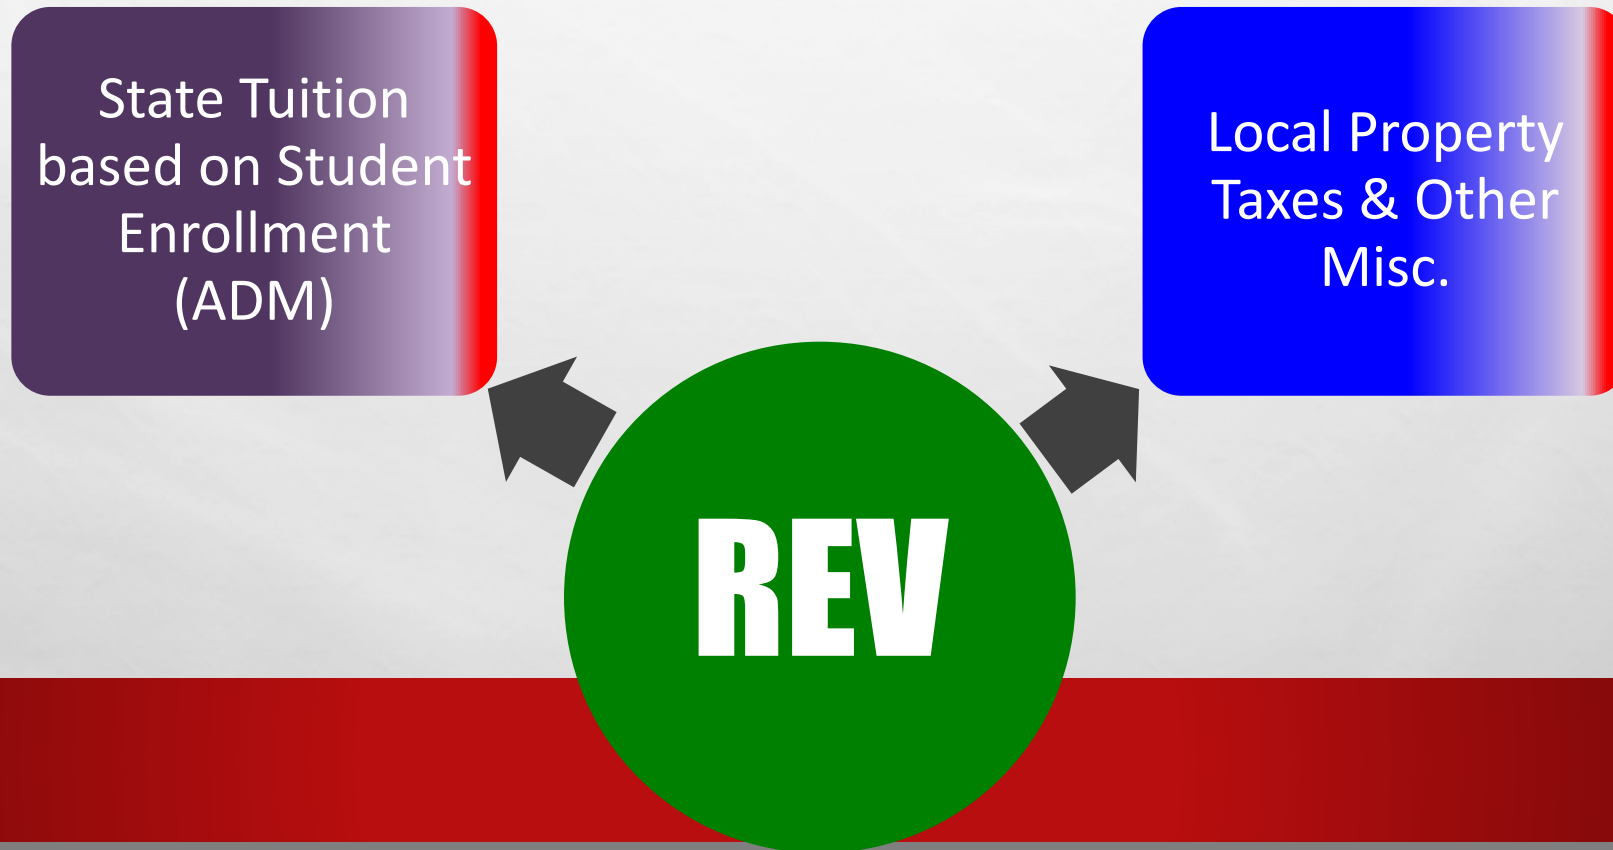 State Tuition
based on Student
Enrollment
(ADM)
Local Property
Taxes & Other
Misc.
REV